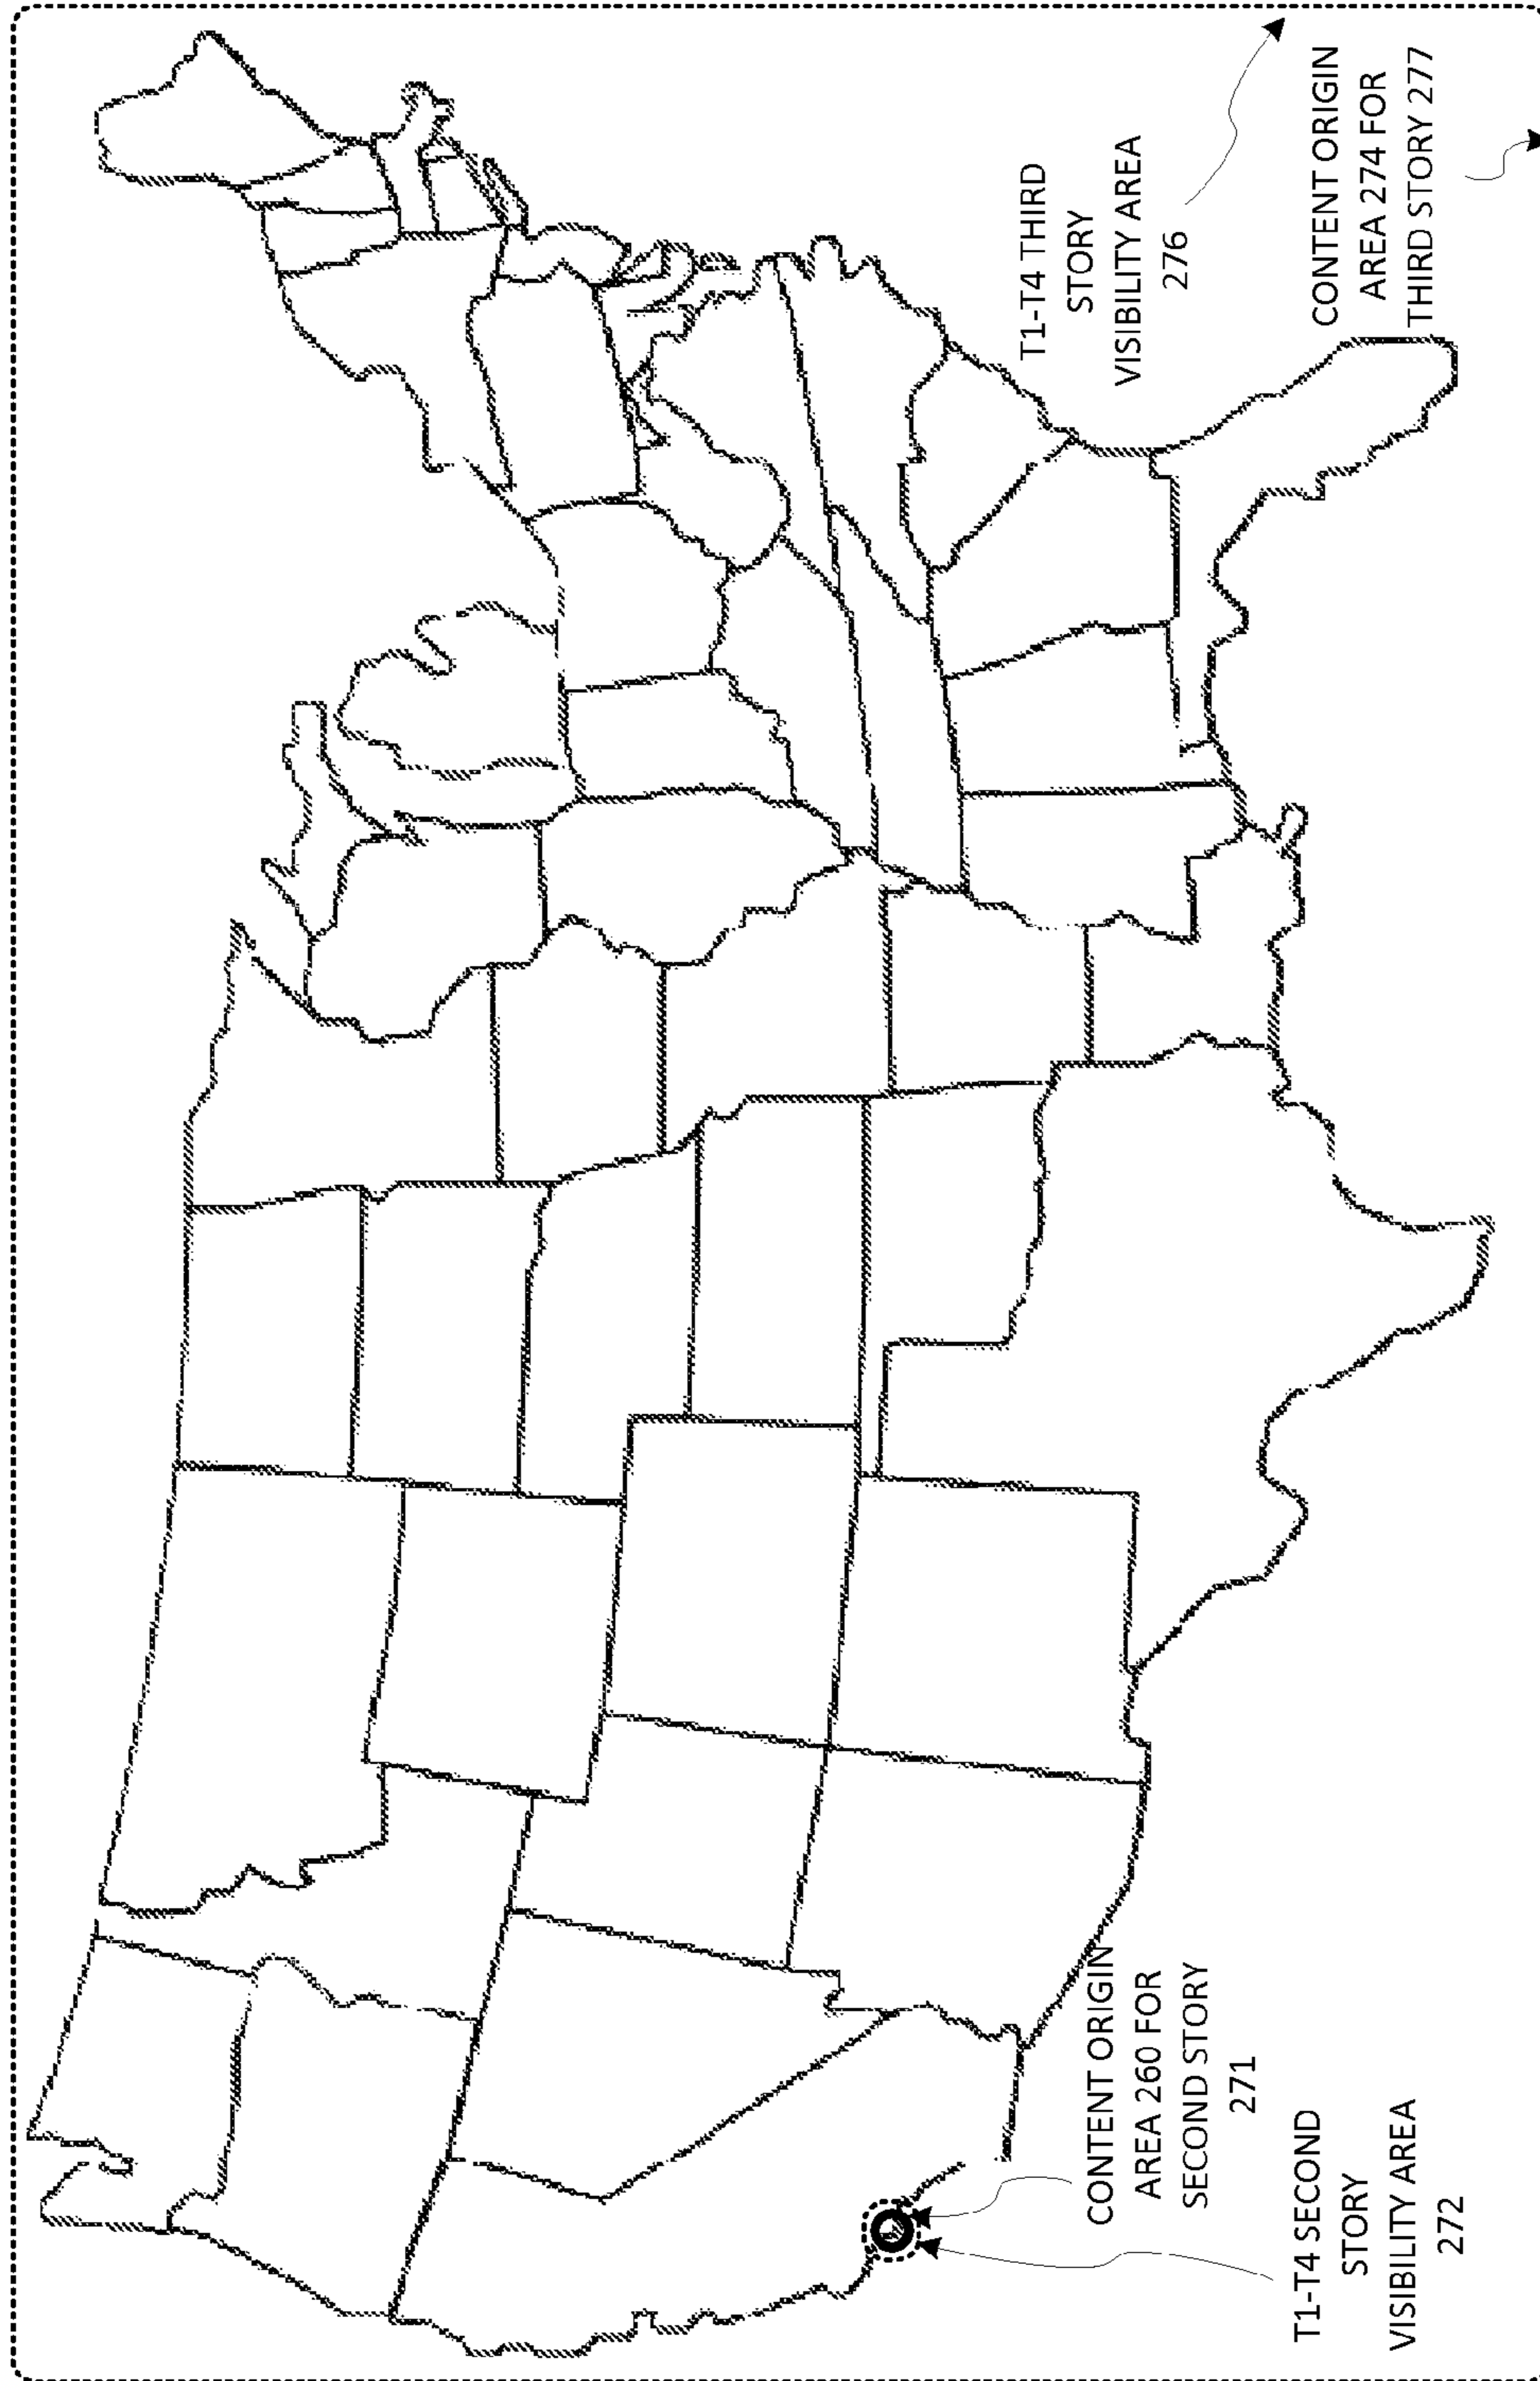 T1-T4 THIRD
STORY
VISIBILITY AREA
276
CONTENT ORIGIN
AREA 274 FOR
THIRD STORY 277
CONTENT ORIGIN
AREA 260 FOR
SECOND STORY
271
T1-T4 SECOND
STORY
VISIBILITY AREA
272